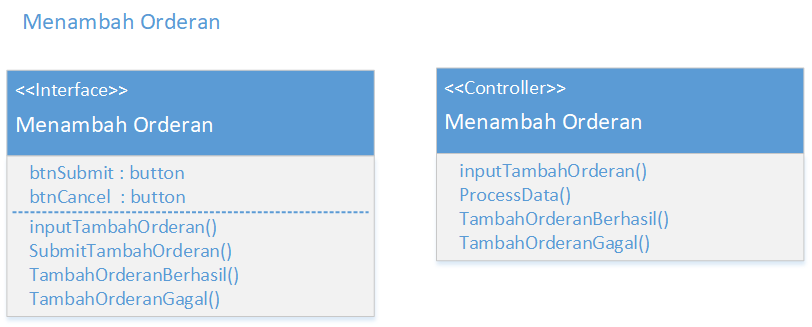 Menambah Orderan
<<Interface>>
Menambah Orderan
btnSubmit : button
btnCancel : button
inputTambahOrderan()
SubmitTambahOrderan()
TambahOrderanBerhasil()
TambahOrderanGagal()
<<Controller>>
Menambah Orderan
inputTambahOrderan()
ProcessData()
TambahOrderanBerhasil()
TambahOrderanGagal()